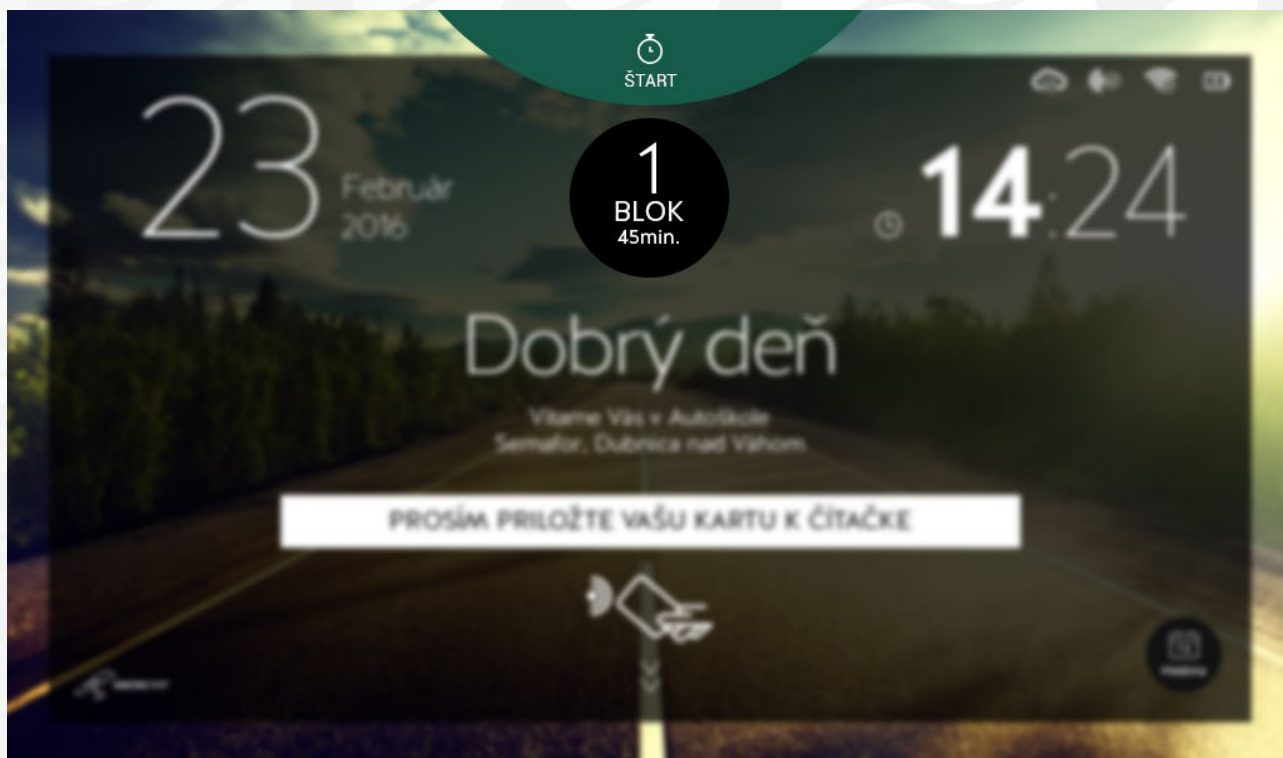 ŠTART
23
Február
2016
1
BLOK
45min.
14:24
Dobrý deň
Vítame Vás v Autoškole
Semafor, Dubnica nad Váhom
PROSÍM PRILOŽTE VAŠU KARTU K ČÍTAČKE